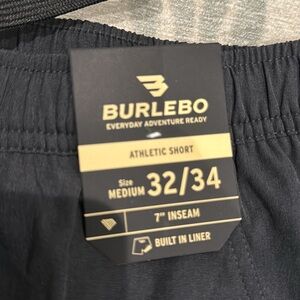 BURLEBO
EVERYDAY ADVENTURE READY
ATHLETIC SHORT
Size
MEDIUM 32/34
7" INSEAM
BUILT IN LINER